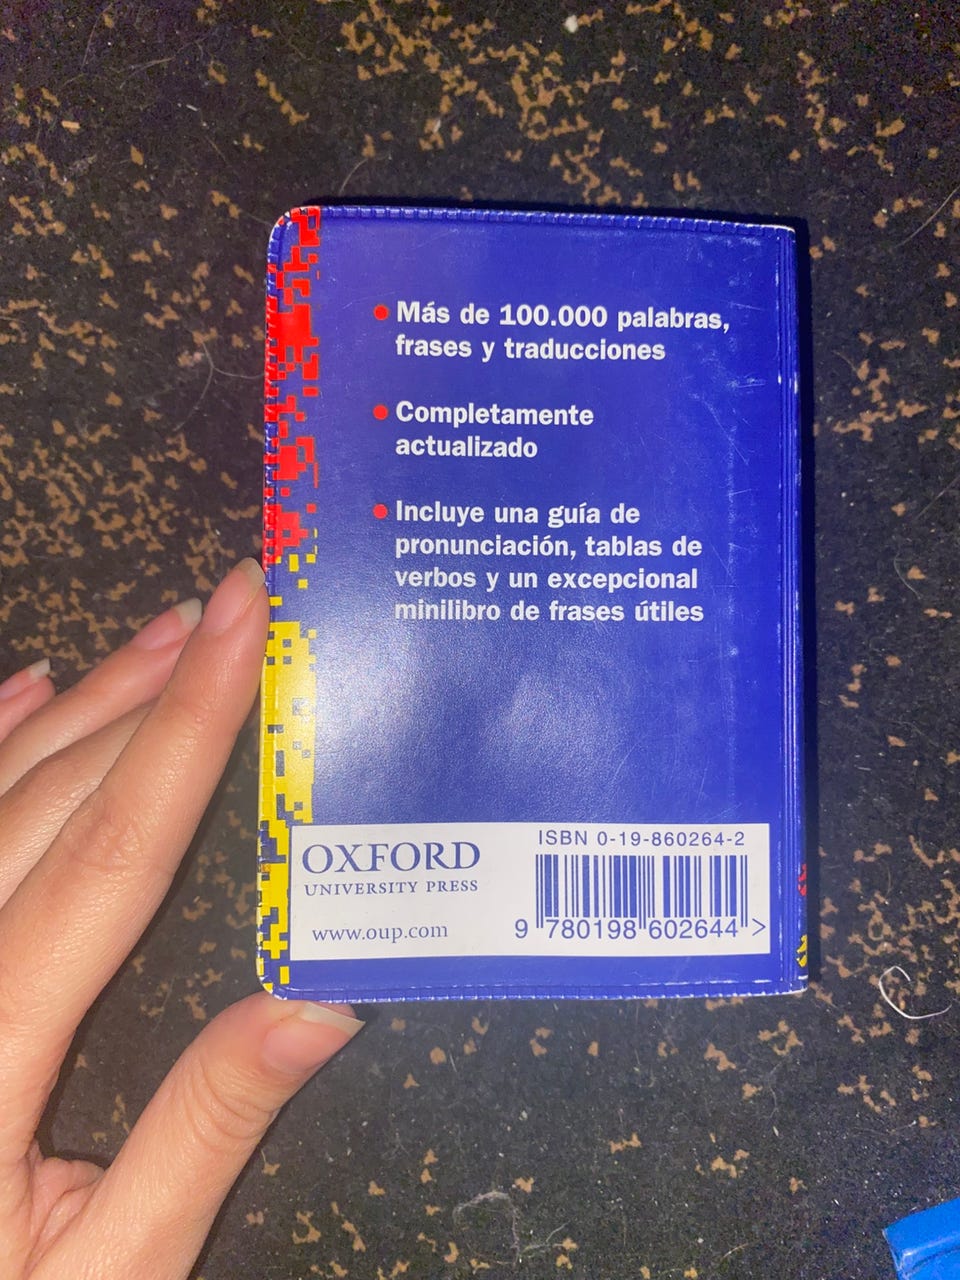 Más de 100.000 palabras,
frases y traducciones
Completamente
actualizado
Incluye una guía de
pronunciación, tablas de
verbos y un excepcional
minilibro de frases útiles
OXFORD
UNIVERSITY PRESS
www.oup.com
ISBN 0-19-860264-2
9 780198 602644 >